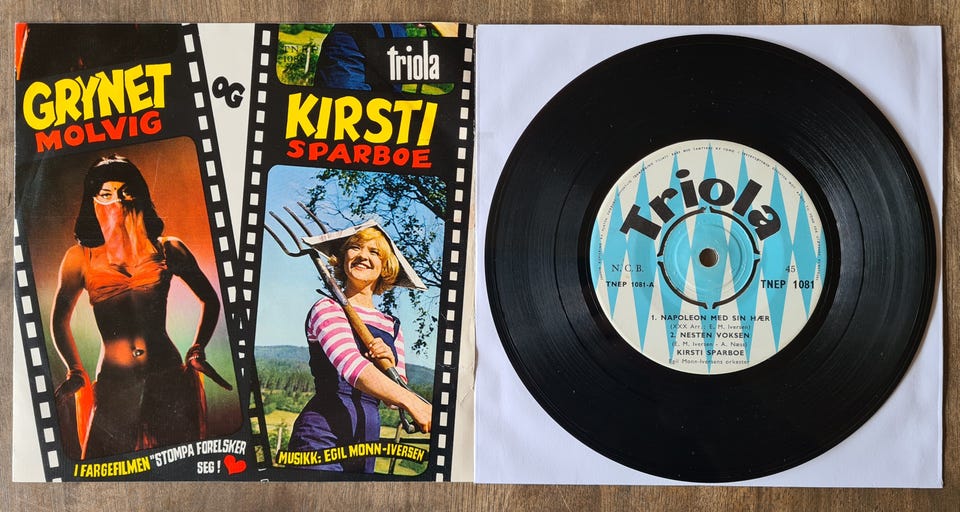 GRYNET
MOLVIG
OG
TNEP
1081
triola
KIRSTI
SPARBOE
I FARGEFILMEN "STOMPA FORELSKER
SEG!
MUSIKK: EGIL MONN-IVERSEN
Triola
N. C. B.
45
TNEP 1081-A
TNEP 1081
1. NAPOLEON MED SIN HÆR
(XXX Arr.: E. M. Iversen)
2. NESTEN VOKSEN
(E. M. Iversen - A. Næss)
KIRSTI SPARBOE
Egil Monn-Iversens orkester